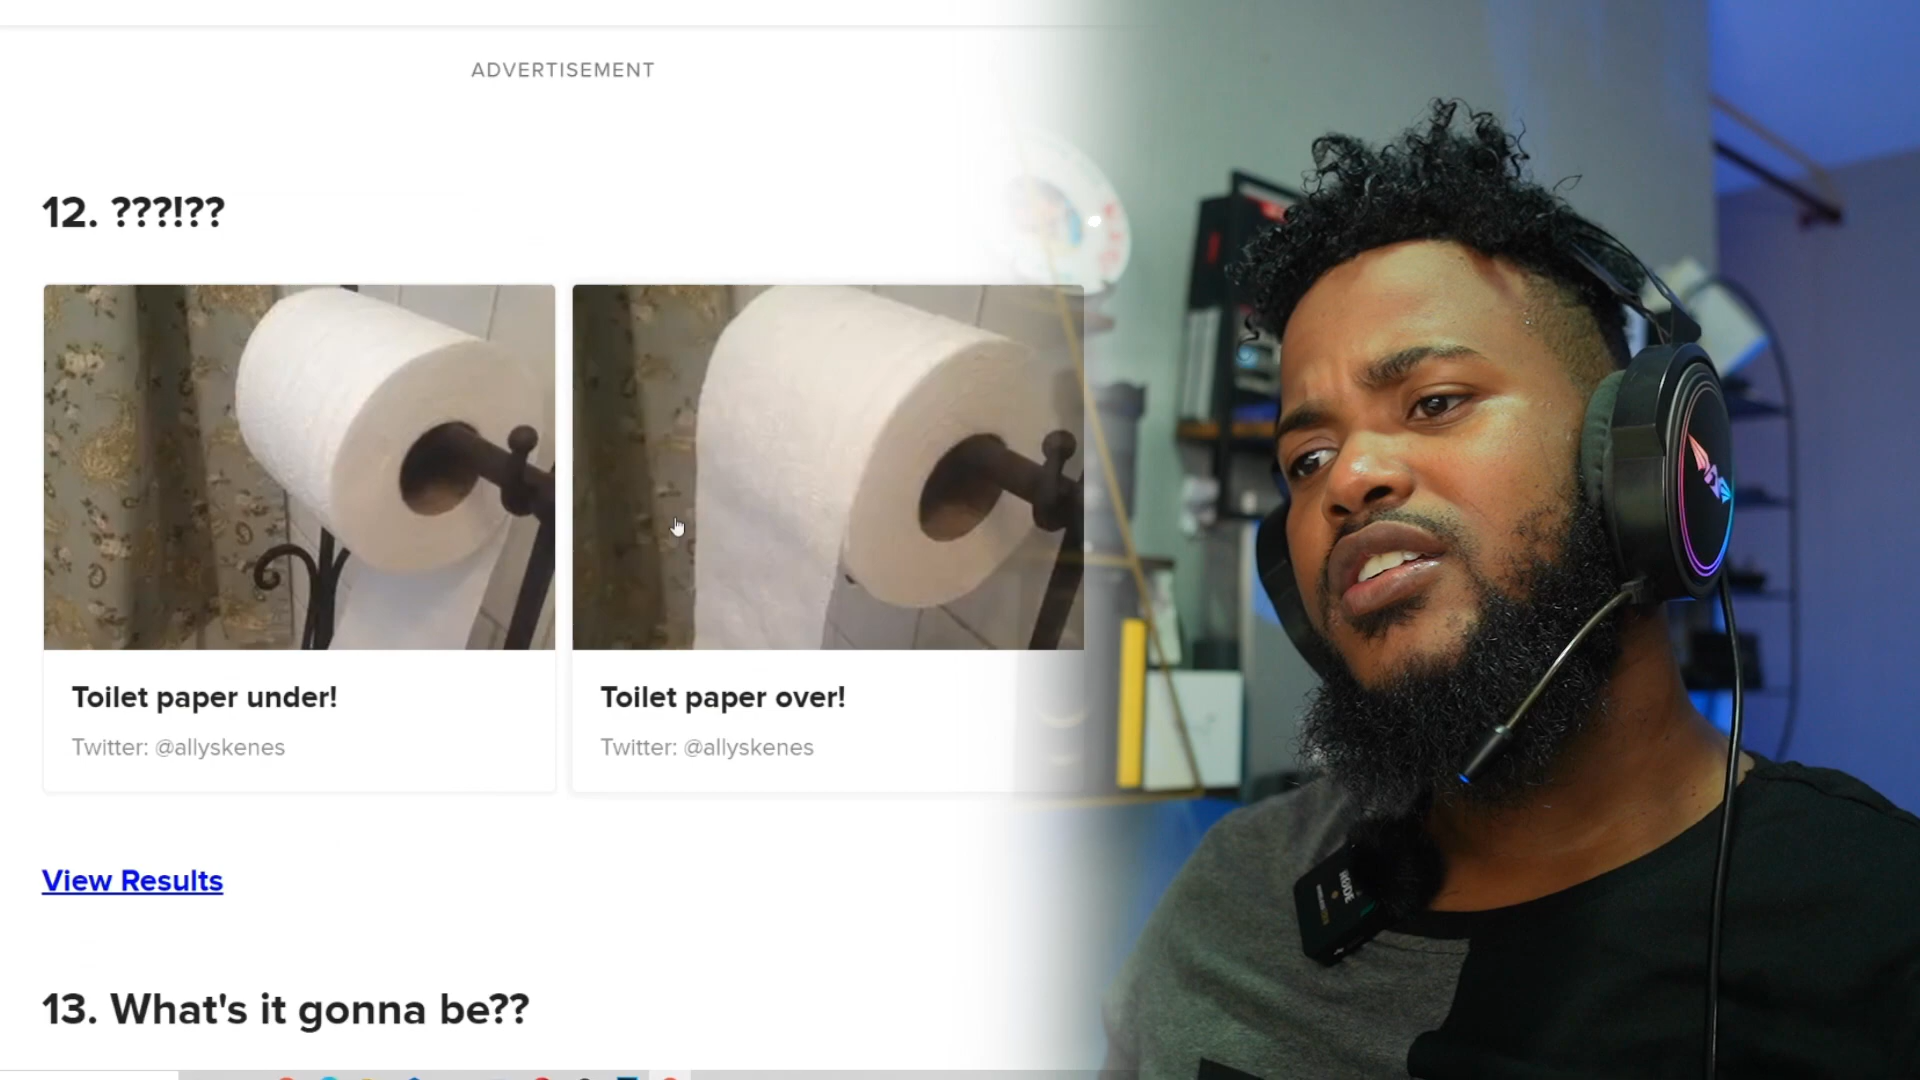 ADVERTISEMENT
12. ???!??
Toilet paper under!
Toilet paper over!
Twitter: @allyskenes
Twitter: @allyskenes
View Results
13. What's it gonna be??
RODE